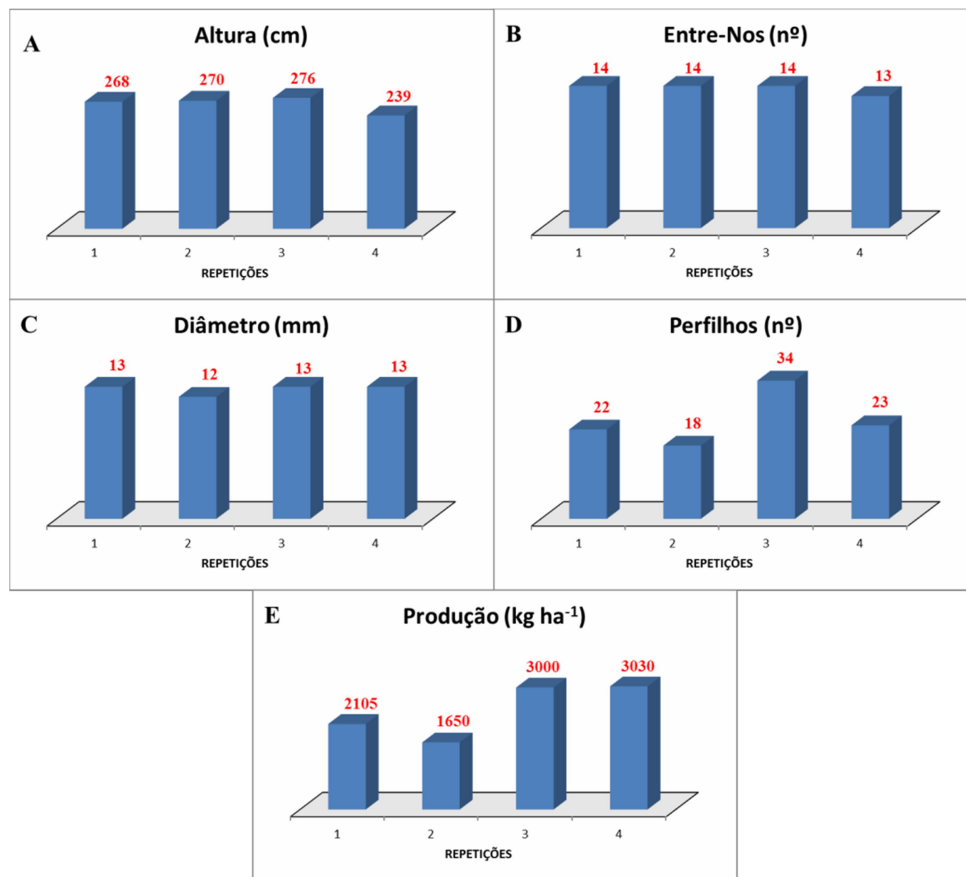 A
Altura (cm)
268 270 276 239
1 2 3 4
REPETIÇÕES
B
Entre-Nos (nº)
14 14 14 13
1 2 3 4
REPETIÇÕES
C
Diâmetro (mm)
13 12 13 13
1 2 3 4
REPETIÇÕES
D
Perfilhos (nº)
22 18 34 23
1 2 3 4
REPETIÇÕES
E
Produção (kg ha⁻¹)
2105 1650 3000 3030
1 2 3 4
REPETIÇÕES